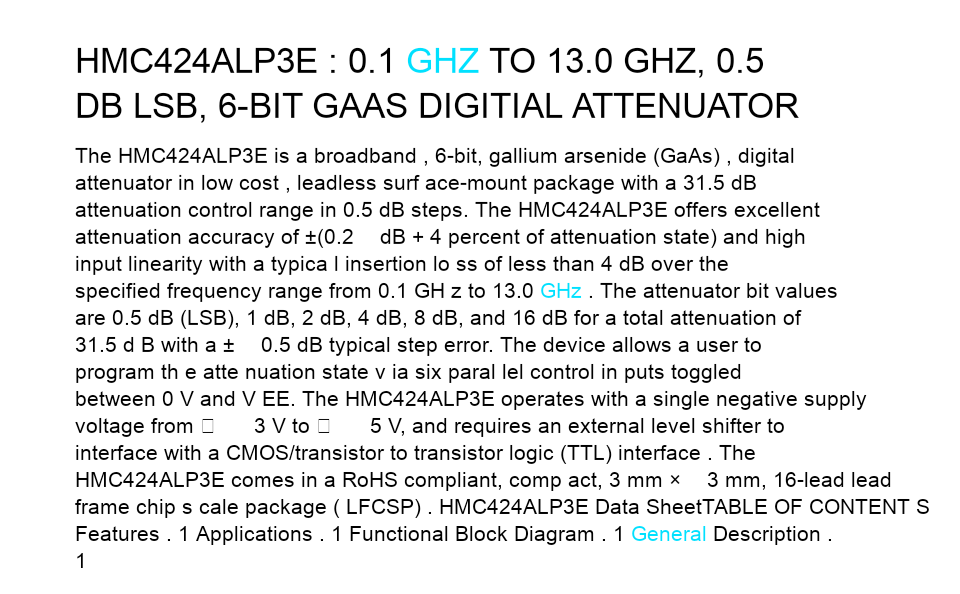 HMC424ALP3E : 0.1 GHZ TO 13.0 GHZ, 0.5
DB LSB, 6-BIT GAAS DIGITIAL ATTENUATOR
The HMC424ALP3E is a broadband , 6-bit, gallium arsenide (GaAs) , digital
attenuator in low cost , leadless surf ace-mount package with a 31.5 dB
attenuation control range in 0.5 dB steps. The HMC424ALP3E offers excellent
attenuation accuracy of ±(0.2 dB + 4 percent of attenuation state) and high
input linearity with a typica l insertion lo ss of less than 4 dB over the
specified frequency range from 0.1 GH z to 13.0 GHz . The attenuator bit values
are 0.5 dB (LSB), 1 dB, 2 dB, 4 dB, 8 dB, and 16 dB for a total attenuation of
31.5 d B with a ± 0.5 dB typical step error. The device allows a user to
program th e atte nuation state v ia six paral lel control in puts toggled
between 0 V and V EE. The HMC424ALP3E operates with a single negative supply
voltage from □ 3 V to □ 5 V, and requires an external level shifter to
interface with a CMOS/transistor to transistor logic (TTL) interface . The
HMC424ALP3E comes in a RoHS compliant, comp act, 3 mm × 3 mm, 16-lead lead
frame chip s cale package ( LFCSP) . HMC424ALP3E Data SheetTABLE OF CONTENT S
Features . 1 Applications . 1 Functional Block Diagram . 1 General Description .
1